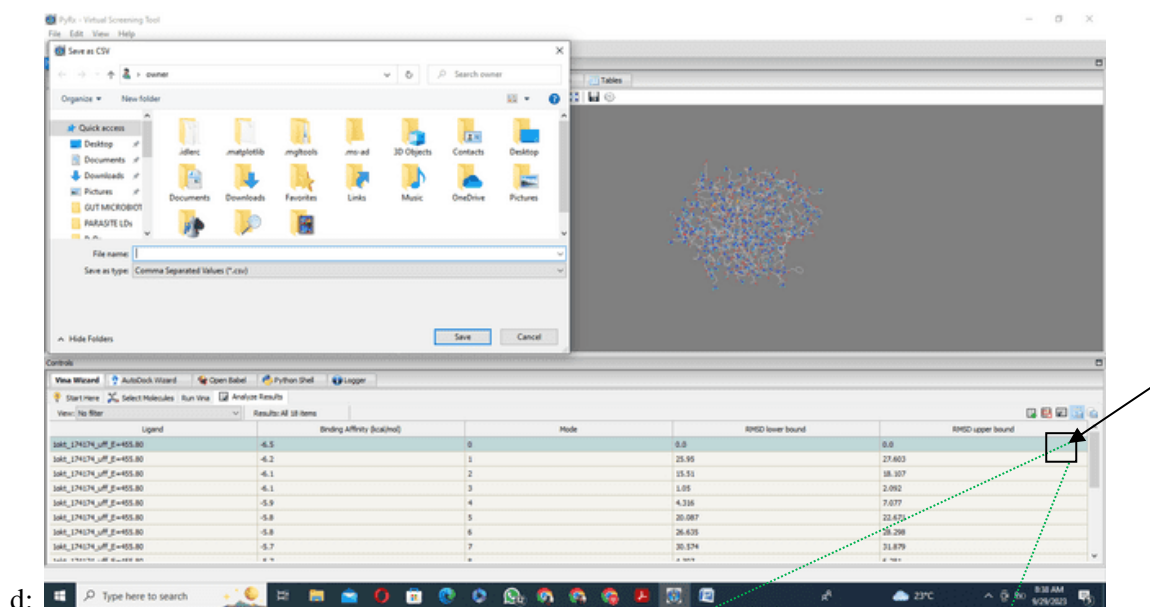 PyRx - Virtual Screening Tool
File Edit View Help
Save as CSV
owner
Search owner
Organize New folder
Tables
Quick access
Desktop
Documents
Downloads
Pictures
GUT MICROBIOT
PARASITE LDs
.idlerc .matplotlib .mgltools .ms-ad 3D Objects Contacts Desktop
Documents Downloads Favorites Links Music OneDrive Pictures
File name:
Save as type: Comma Separated Values (*.csv)
Hide Folders Save Cancel
Controls
Vina Wizard AutoDock Wizard Open Babel Python Shell Logger
Start Here Select Molecules Run Vina Analyze Results
View: No filter Results: All 18 items
Ligand Binding Affinity (kcal/mol) Mode RMSD lower bound RMSD upper bound
1okt_174174_uff_E=455.80 -6.5 0 0.0 0.0
1okt_174174_uff_E=455.80 -6.2 1 25.95 27.603
1okt_174174_uff_E=455.80 -6.1 2 15.51 18.107
1okt_174174_uff_E=455.80 -6.1 3 1.05 2.092
1okt_174174_uff_E=455.80 -5.9 4 4.316 7.077
1okt_174174_uff_E=455.80 -5.8 5 20.087 22.671
1okt_174174_uff_E=455.80 -5.8 6 26.635 28.298
1okt_174174_uff_E=455.80 -5.7 7 30.574 31.879
d:
Type here to search
23°C
8:38 AM
9/29/2023